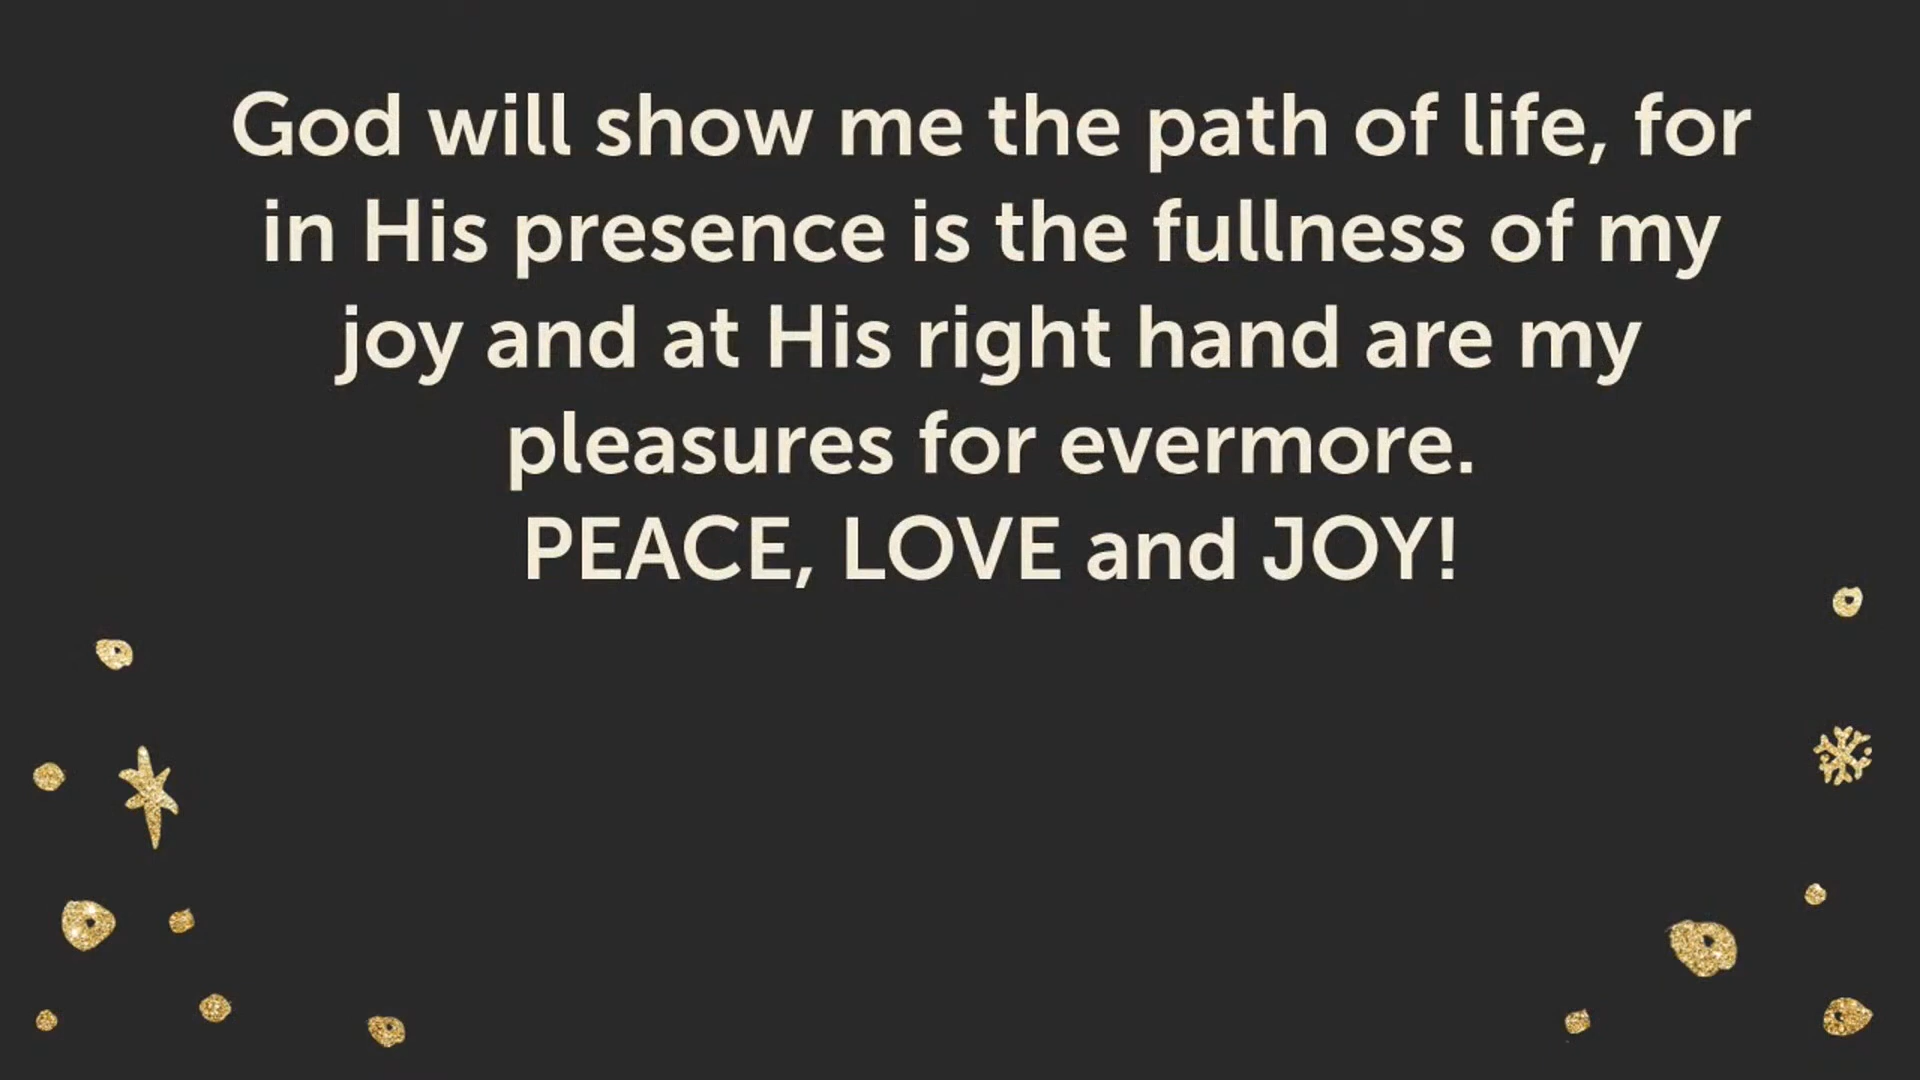 God will show me the path of life, for
in His presence is the fullness of my
joy and at His right hand are my
pleasures for evermore.
PEACE, LOVE and JOY!